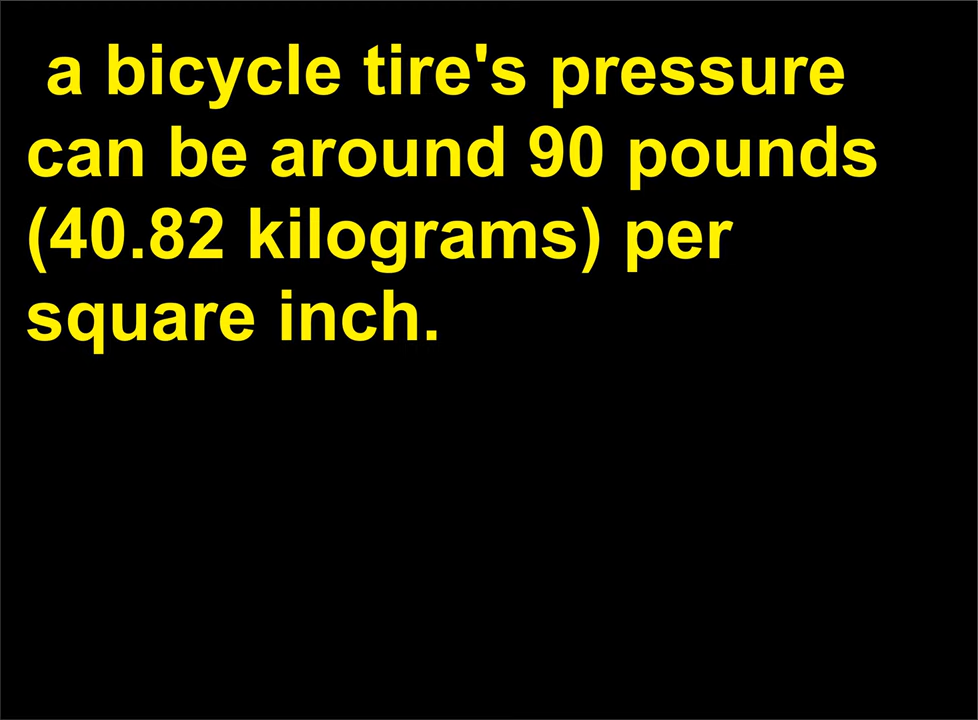 a bicycle tire's pressure
can be around 90 pounds
(40.82 kilograms) per
square inch.